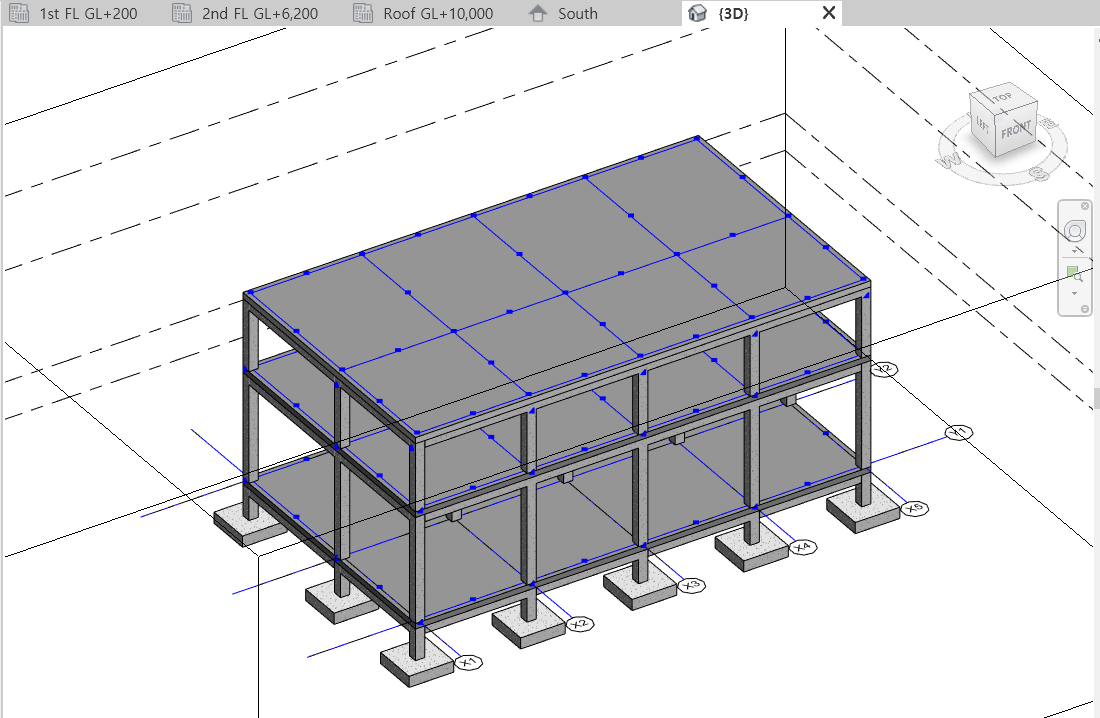 1st FL GL+200
2nd FL GL+6,200
Roof GL+10,000
South
{3D}
TOP
LEFT
FRONT
W
S
Y2
Y1
X5
X4
X3
X2
X1